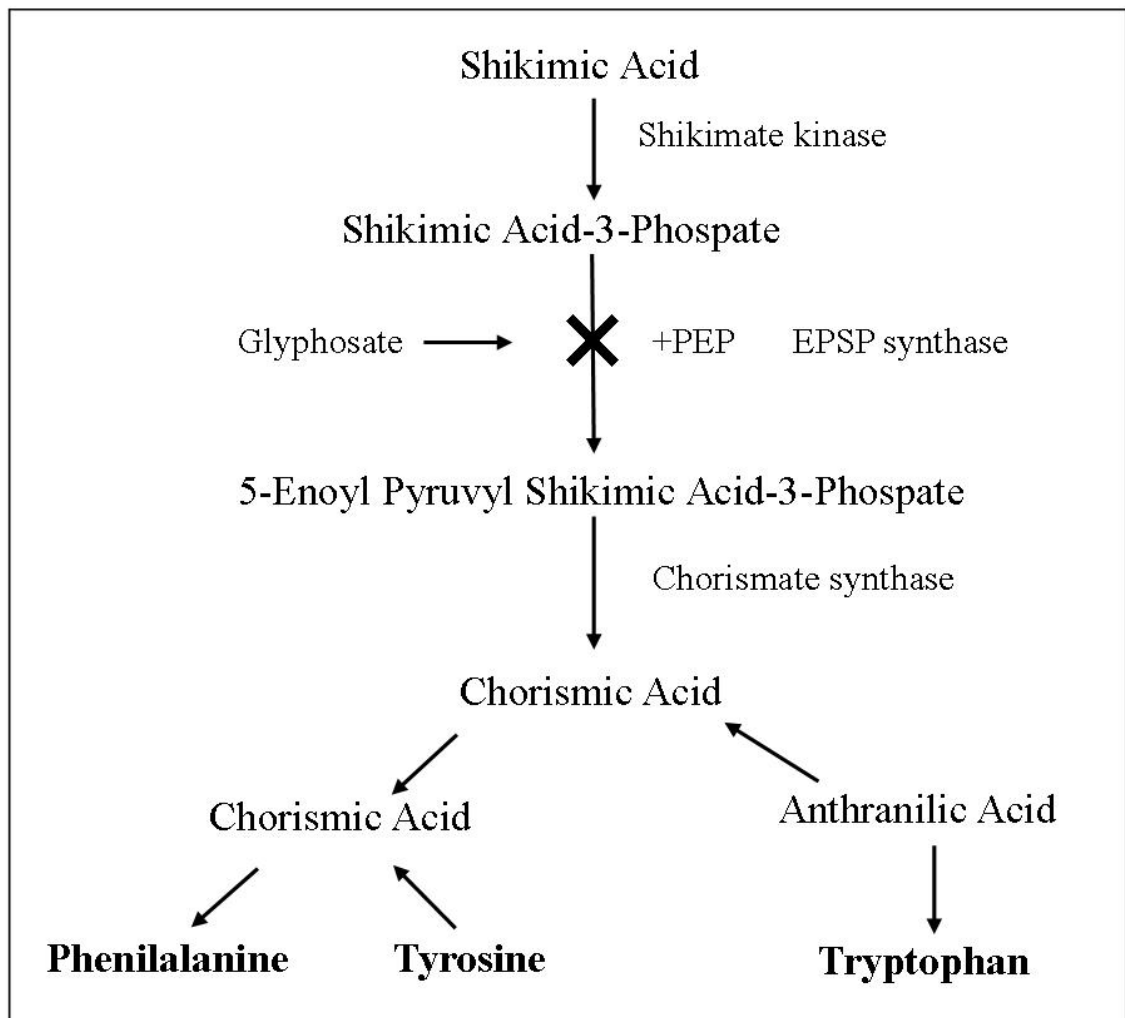 Shikimic Acid
Shikimate kinase
Shikimic Acid-3-Phospate
Glyphosate +PEP EPSP synthase
5-Enoyl Pyruvyl Shikimic Acid-3-Phospate
Chorismate synthase
Chorismic Acid
Chorismic Acid Anthranilic Acid
Phenilalanine Tyrosine Tryptophan